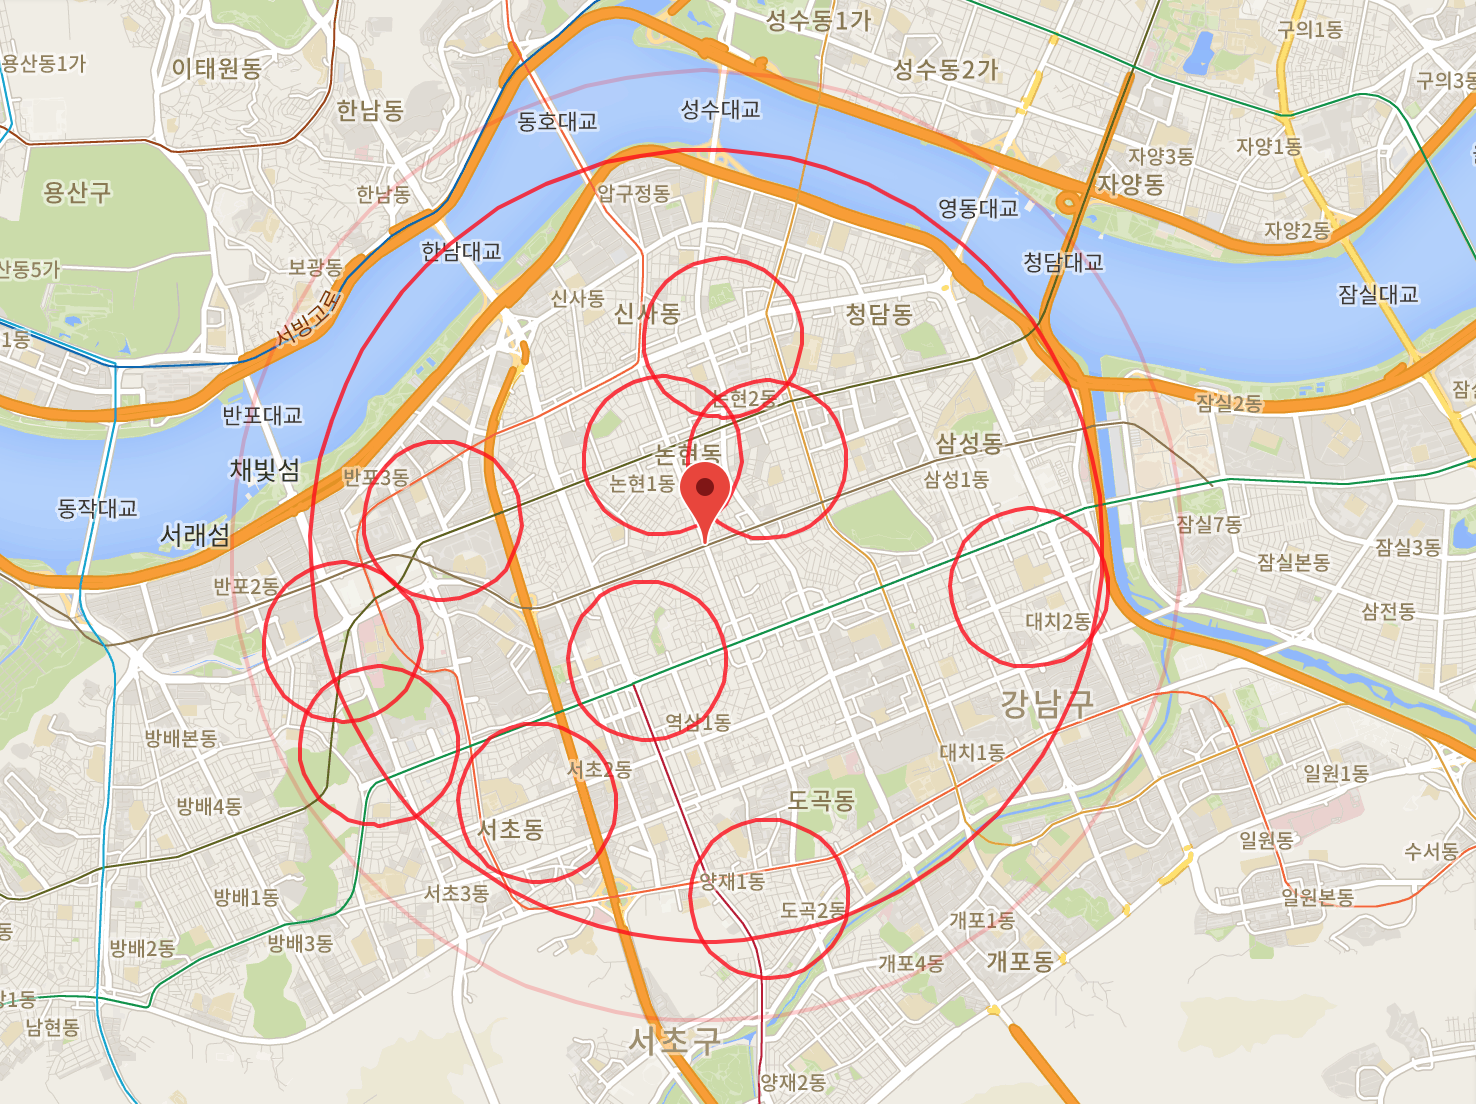 성수동1가
구의1동
용산동1가
이태원동
성수동2가
구의3동
한남동
동호대교
성수대교
자양1동
자양3동
자양동
용산구
한남동
압구정동
영동대교
자양2동
한남대교
청담대교
산동5가
보광동
잠실대교
신사동
신사동
청담동
서빙고로
1동
반포대교
논현2동
잠실2동
삼성동
논현동
채빛섬
반포3동
논현1동
삼성1동
동작대교
서래섬
잠실7동
잠실3동
잠실본동
반포2동
삼전동
대치2동
강남구
역삼1동
방배본동
대치1동
서초2동
일원1동
도곡동
방배4동
서초동
일원동
수서동
양재1동
서초3동
방배1동
일원본동
도곡2동
개포1동
방배3동
방배2동
개포4동
개포동
남현동
서초구
양재2동